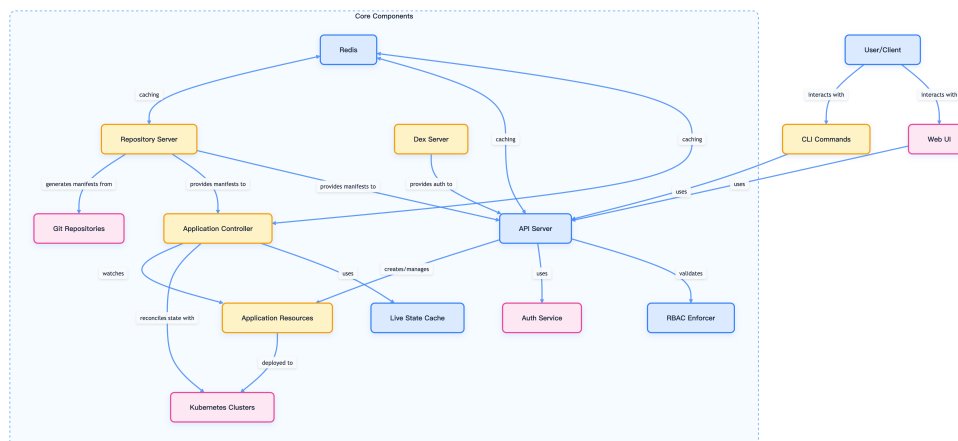 Core Components
Redis
User/Client
caching
interacts with
interacts with
Repository Server
Dex Server
caching
caching
CLI Commands
Web UI
generates manifests from
provides manifests to
provides manifests to
provides auth to
uses
uses
Git Repositories
Application Controller
API Server
watches
uses
creates/manages
uses
validates
reconciles state with
Application Resources
Live State Cache
Auth Service
RBAC Enforcer
deployed to
Kubernetes Clusters